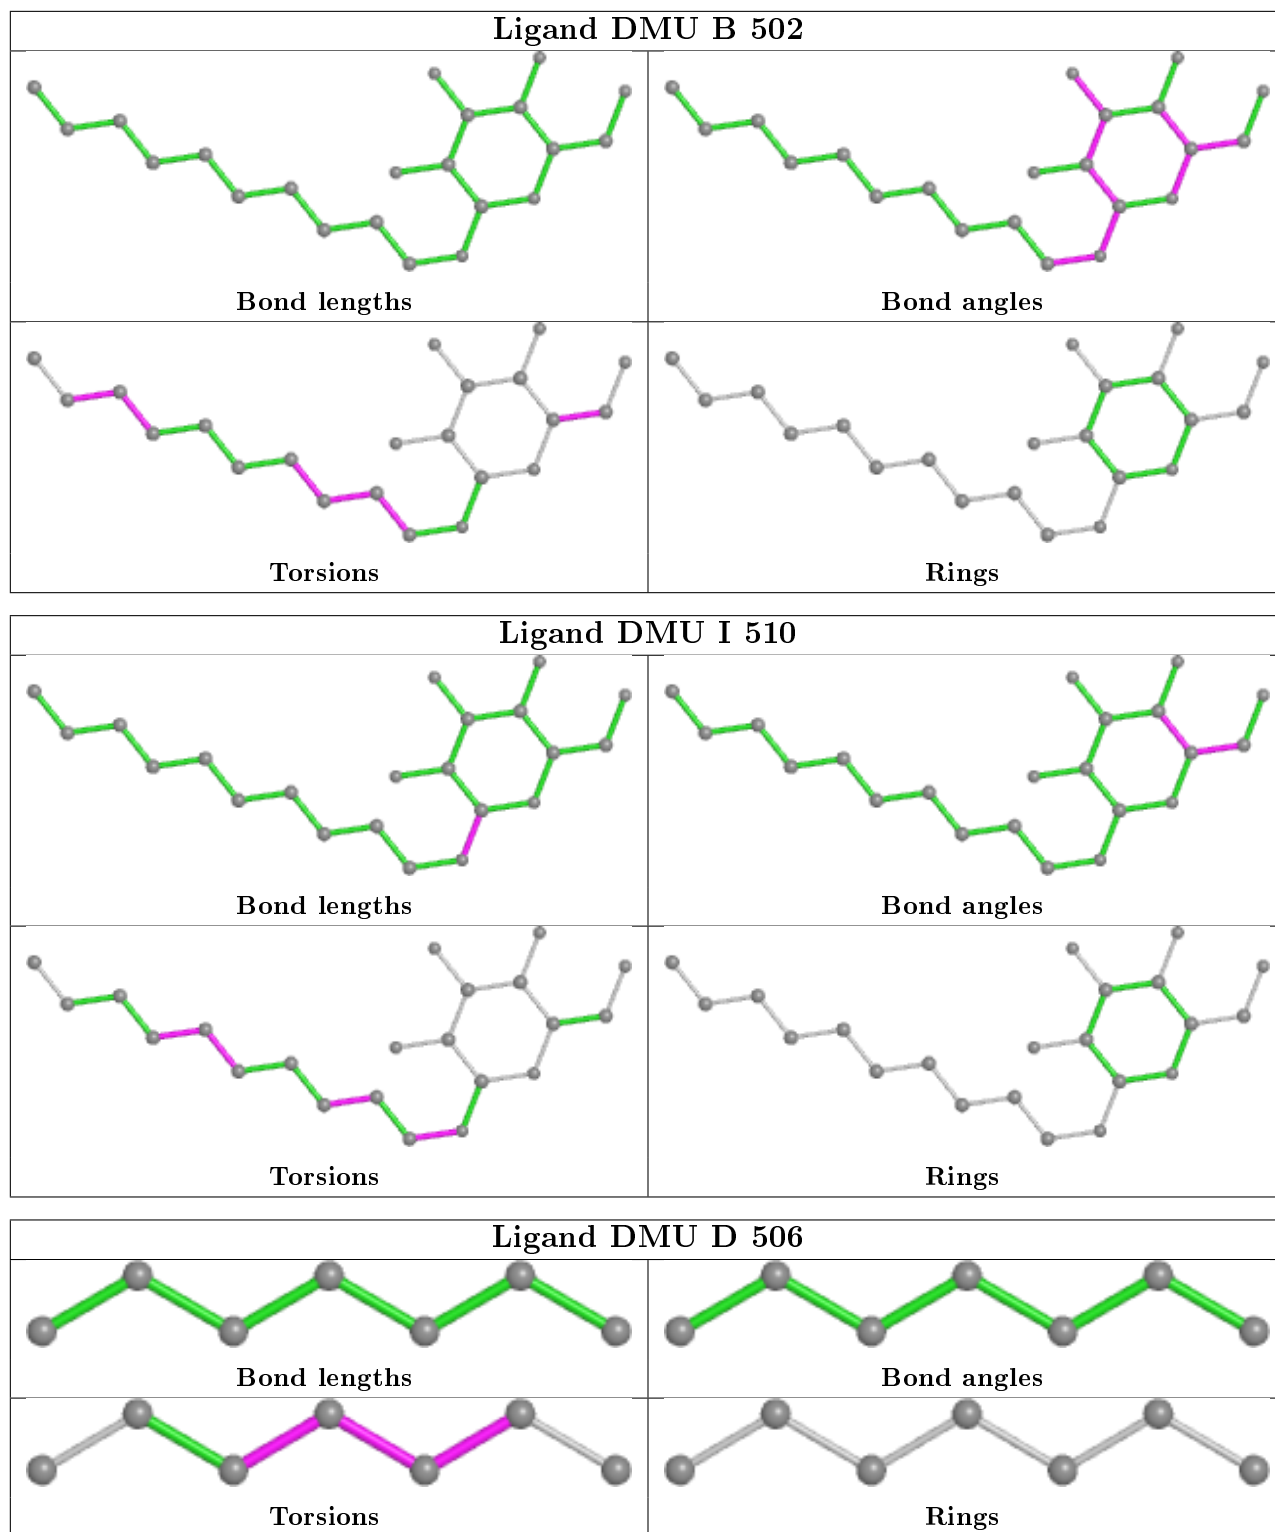 Ligand DMU B 502
Bond lengths
Bond angles
Torsions
Rings
Ligand DMU I 510
Bond lengths
Bond angles
Torsions
Rings
Ligand DMU D 506
Bond lengths
Bond angles
Torsions
Rings